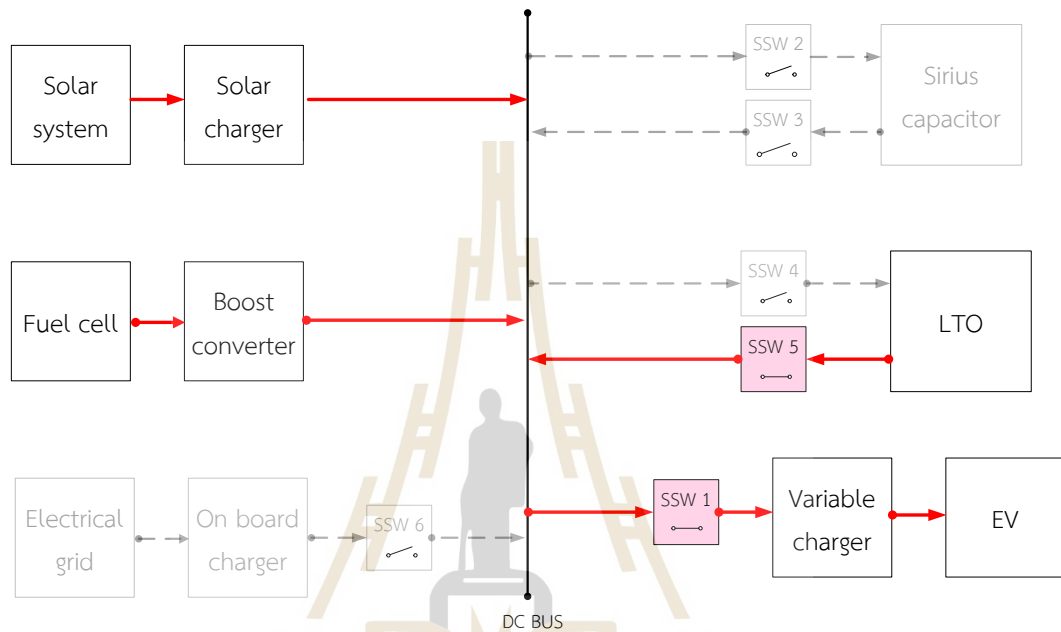 Solar
system
Solar
charger
SSW 2
SSW 3
Sirius
capacitor
Fuel cell
Boost
converter
SSW 4
SSW 5
LTO
Electrical
grid
On board
charger
SSW 6
SSW 1
Variable
charger
EV
DC BUS